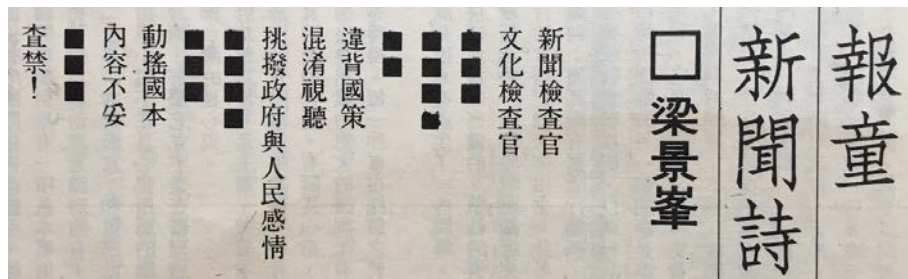 報童
新聞詩
□梁景峯
新聞檢查官
文化檢查官
■■■
■■■■
■■
違背國策
混淆視聽
挑撥政府與人民感情
■■■■
■■■
動搖國本
內容不妥
■■■
查禁！